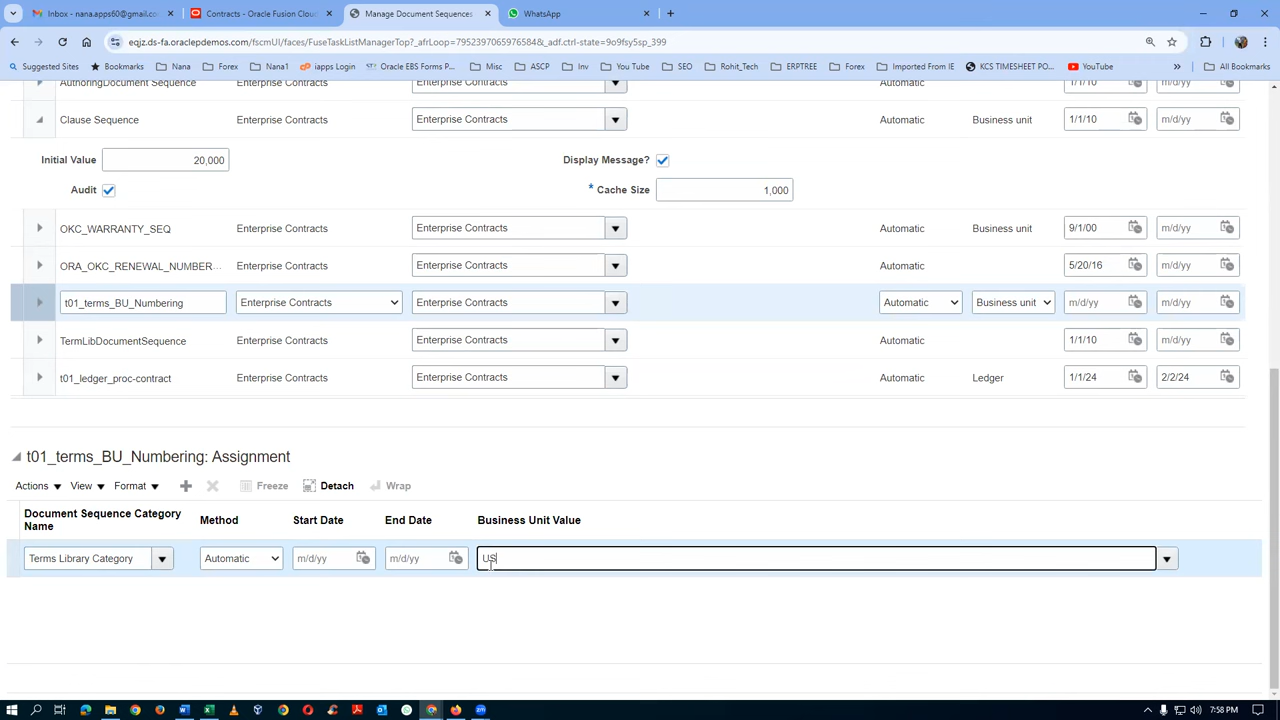 Inbox - nana.apps60@gmail.co
Contracts - Oracle Fusion Clou
Manage Document Sequences
WhatsApp
eqjz.ds-fa.oraclepdemos.com/fscmUI/faces/FuseTaskListManagerTop?_afrLoop=7952397065976584&_adf.ctrl-state=9o9fsy5sp_399
Suggested Sites
Bookmarks
Nana
Forex
Nana1
iapps Login
Oracle EBS Forms P...
Misc
ASCP
Inv
You Tube
SEO
Rohit_Tech
ERPTREE
Forex
Imported From IE
KCS TIMESHEET PO...
YouTube
»
All Bookmarks
AuthoringDocument Sequence Enterprise Contracts Enterprise Contracts Automatic 1/1/10 m/d/yy
Clause Sequence Enterprise Contracts Enterprise Contracts Automatic Business unit 1/1/10 m/d/yy
Initial Value 20,000 Display Message?
Audit * Cache Size 1,000
OKC_WARRANTY_SEQ Enterprise Contracts Enterprise Contracts Automatic Business unit 9/1/00 m/d/yy
ORA_OKC_RENEWAL_NUMBER... Enterprise Contracts Enterprise Contracts Automatic 5/20/16 m/d/yy
t01_terms_BU_Numbering Enterprise Contracts Enterprise Contracts Automatic Business unit m/d/yy m/d/yy
TermLibDocumentSequence Enterprise Contracts Enterprise Contracts Automatic 1/1/10 m/d/yy
t01_ledger_proc-contract Enterprise Contracts Enterprise Contracts Automatic Ledger 1/1/24 2/2/24
t01_terms_BU_Numbering: Assignment
Actions View Format Freeze Detach Wrap
Document Sequence Category Name Method Start Date End Date Business Unit Value
Terms Library Category Automatic m/d/yy m/d/yy US
7:58 PM